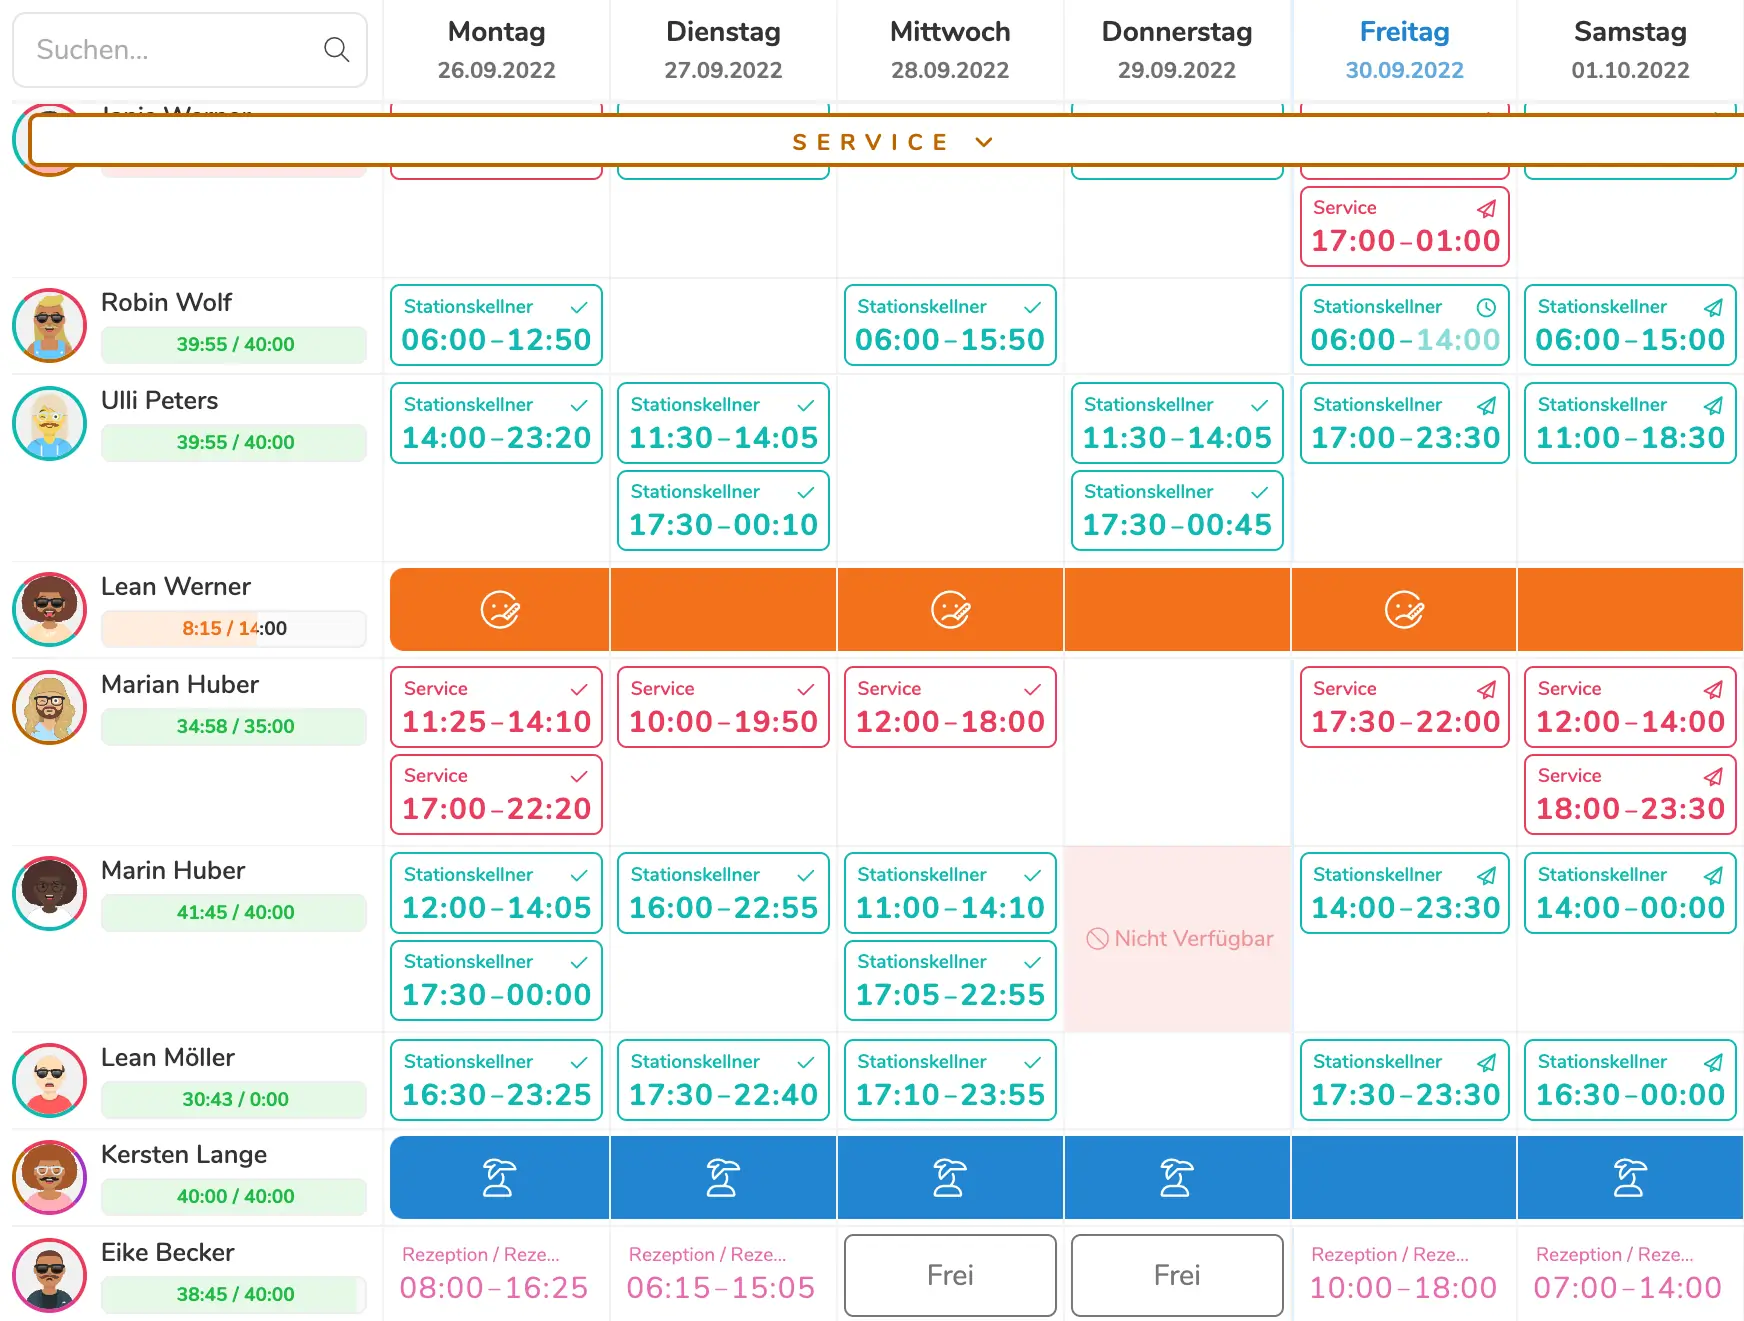 Suchen...
Montag
26.09.2022
Dienstag
27.09.2022
Mittwoch
28.09.2022
Donnerstag
29.09.2022
Freitag
30.09.2022
Samstag
01.10.2022
SERVICE
Service
17:00–01:00
Robin Wolf
39:55 / 40:00
Stationskellner
06:00–12:50
Stationskellner
06:00–15:50
Stationskellner
06:00–14:00
Stationskellner
06:00–15:00
Ulli Peters
39:55 / 40:00
Stationskellner
14:00–23:20
Stationskellner
11:30–14:05
Stationskellner
17:30–00:10
Stationskellner
11:30–14:05
Stationskellner
17:30–00:45
Stationskellner
17:00–23:30
Stationskellner
11:00–18:30
Lean Werner
8:15 / 14:00
Marian Huber
34:58 / 35:00
Service
11:25–14:10
Service
17:00–22:20
Service
10:00–19:50
Service
12:00–18:00
Service
17:30–22:00
Service
12:00–14:00
Service
18:00–23:30
Marin Huber
41:45 / 40:00
Stationskellner
12:00–14:05
Stationskellner
17:30–00:00
Stationskellner
16:00–22:55
Stationskellner
11:00–14:10
Stationskellner
17:05–22:55
Nicht Verfügbar
Stationskellner
14:00–23:30
Stationskellner
14:00–00:00
Lean Möller
30:43 / 0:00
Stationskellner
16:30–23:25
Stationskellner
17:30–22:40
Stationskellner
17:10–23:55
Stationskellner
17:30–23:30
Stationskellner
16:30–00:00
Kersten Lange
40:00 / 40:00
Eike Becker
38:45 / 40:00
Rezeption / Reze...
08:00–16:25
Rezeption / Reze...
06:15–15:05
Frei
Frei
Rezeption / Reze...
10:00–18:00
Rezeption / Reze...
07:00–14:00